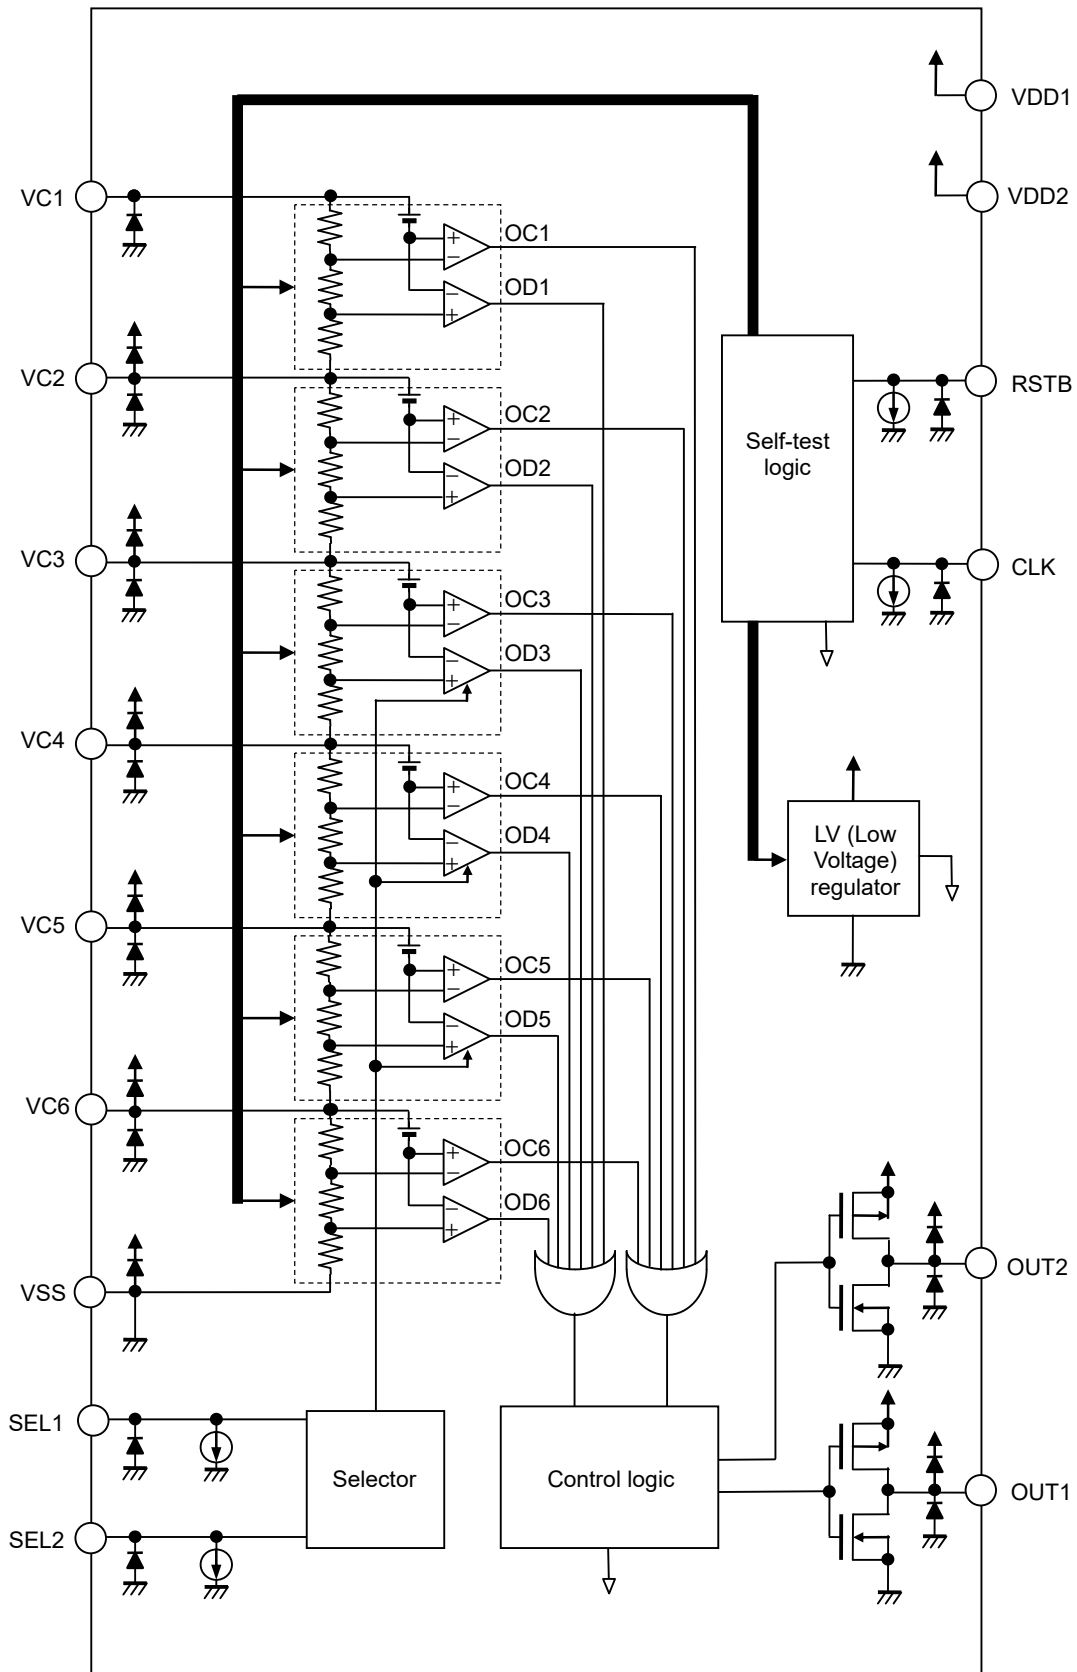 VDD1
VC1
VDD2
OC1
OD1
VC2
RSTB
OC2
Self-test
logic
OD2
VC3
CLK
OC3
OD3
VC4
OC4
OD4
LV (Low
Voltage)
regulator
VC5
OC5
OD5
VC6
OC6
OD6
OUT2
VSS
SEL1
Selector
Control logic
OUT1
SEL2
+
−
−
+
+
−
−
+
+
−
−
+
+
−
−
+
+
−
−
+
+
−
−
+